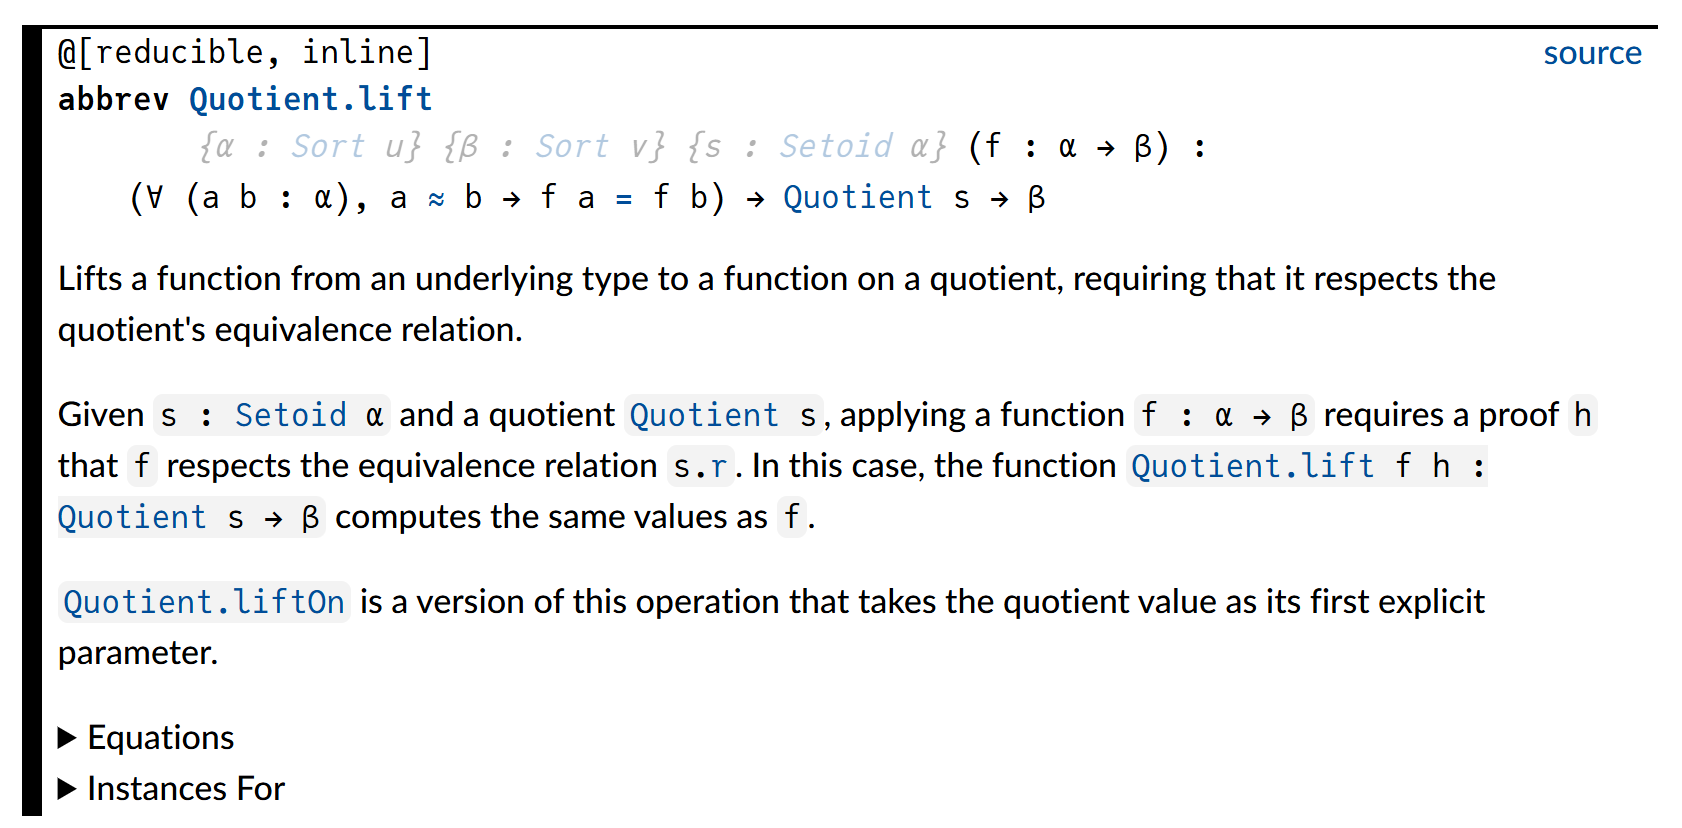 @[reducible, inline] source
abbrev Quotient.lift
{α : Sort u} {β : Sort v} {s : Setoid α} (f : α → β) :
(∀ (a b : α), a ≈ b → f a = f b) → Quotient s → β
Lifts a function from an underlying type to a function on a quotient, requiring that it respects the
quotient's equivalence relation.
Given s : Setoid α and a quotient Quotient s, applying a function f : α → β requires a proof h
that f respects the equivalence relation s.r. In this case, the function Quotient.lift f h :
Quotient s → β computes the same values as f.
Quotient.liftOn is a version of this operation that takes the quotient value as its first explicit
parameter.
▶ Equations
▶ Instances For